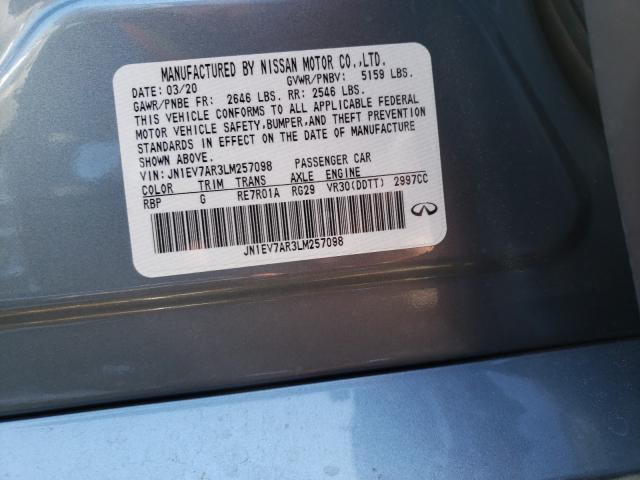 MANUFACTURED BY NISSAN MOTOR CO.,LTD.
DATE: 03/20 GVWR/PNBV: 5159 LBS.
GAWR/PNBE FR: 2646 LBS. RR: 2546 LBS.
THIS VEHICLE CONFORMS TO ALL APPLICABLE FEDERAL
MOTOR VEHICLE SAFETY,BUMPER,AND THEFT PREVENTION
STANDARDS IN EFFECT ON THE DATE OF MANUFACTURE
SHOWN ABOVE.
VIN: JN1EV7AR3LM257098 PASSENGER CAR
COLOR TRIM TRANS AXLE ENGINE
RBP G RE7R01A RG29 VR30(DDTT) 2997CC
JN1EV7AR3LM257098